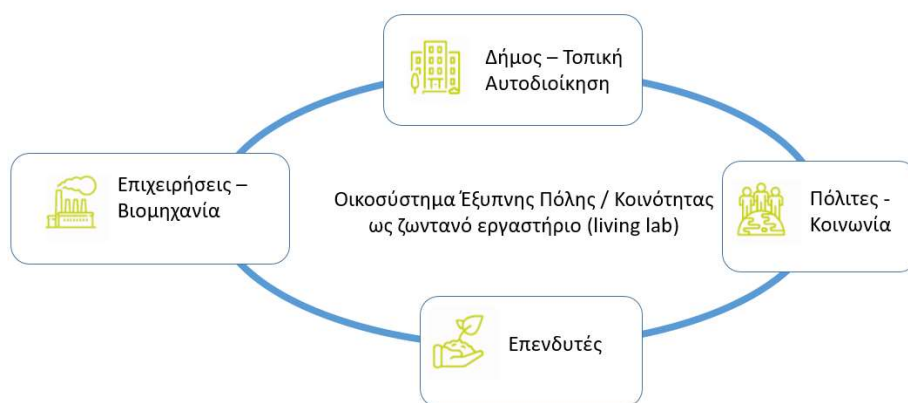 Δήμος – Τοπική
Αυτοδιοίκηση
Επιχειρήσεις –
Βιομηχανία
Οικοσύστημα Έξυπνης Πόλης / Κοινότητας
ως ζωντανό εργαστήριο (living lab)
Πόλιτες -
Κοινωνία
Επενδυτές